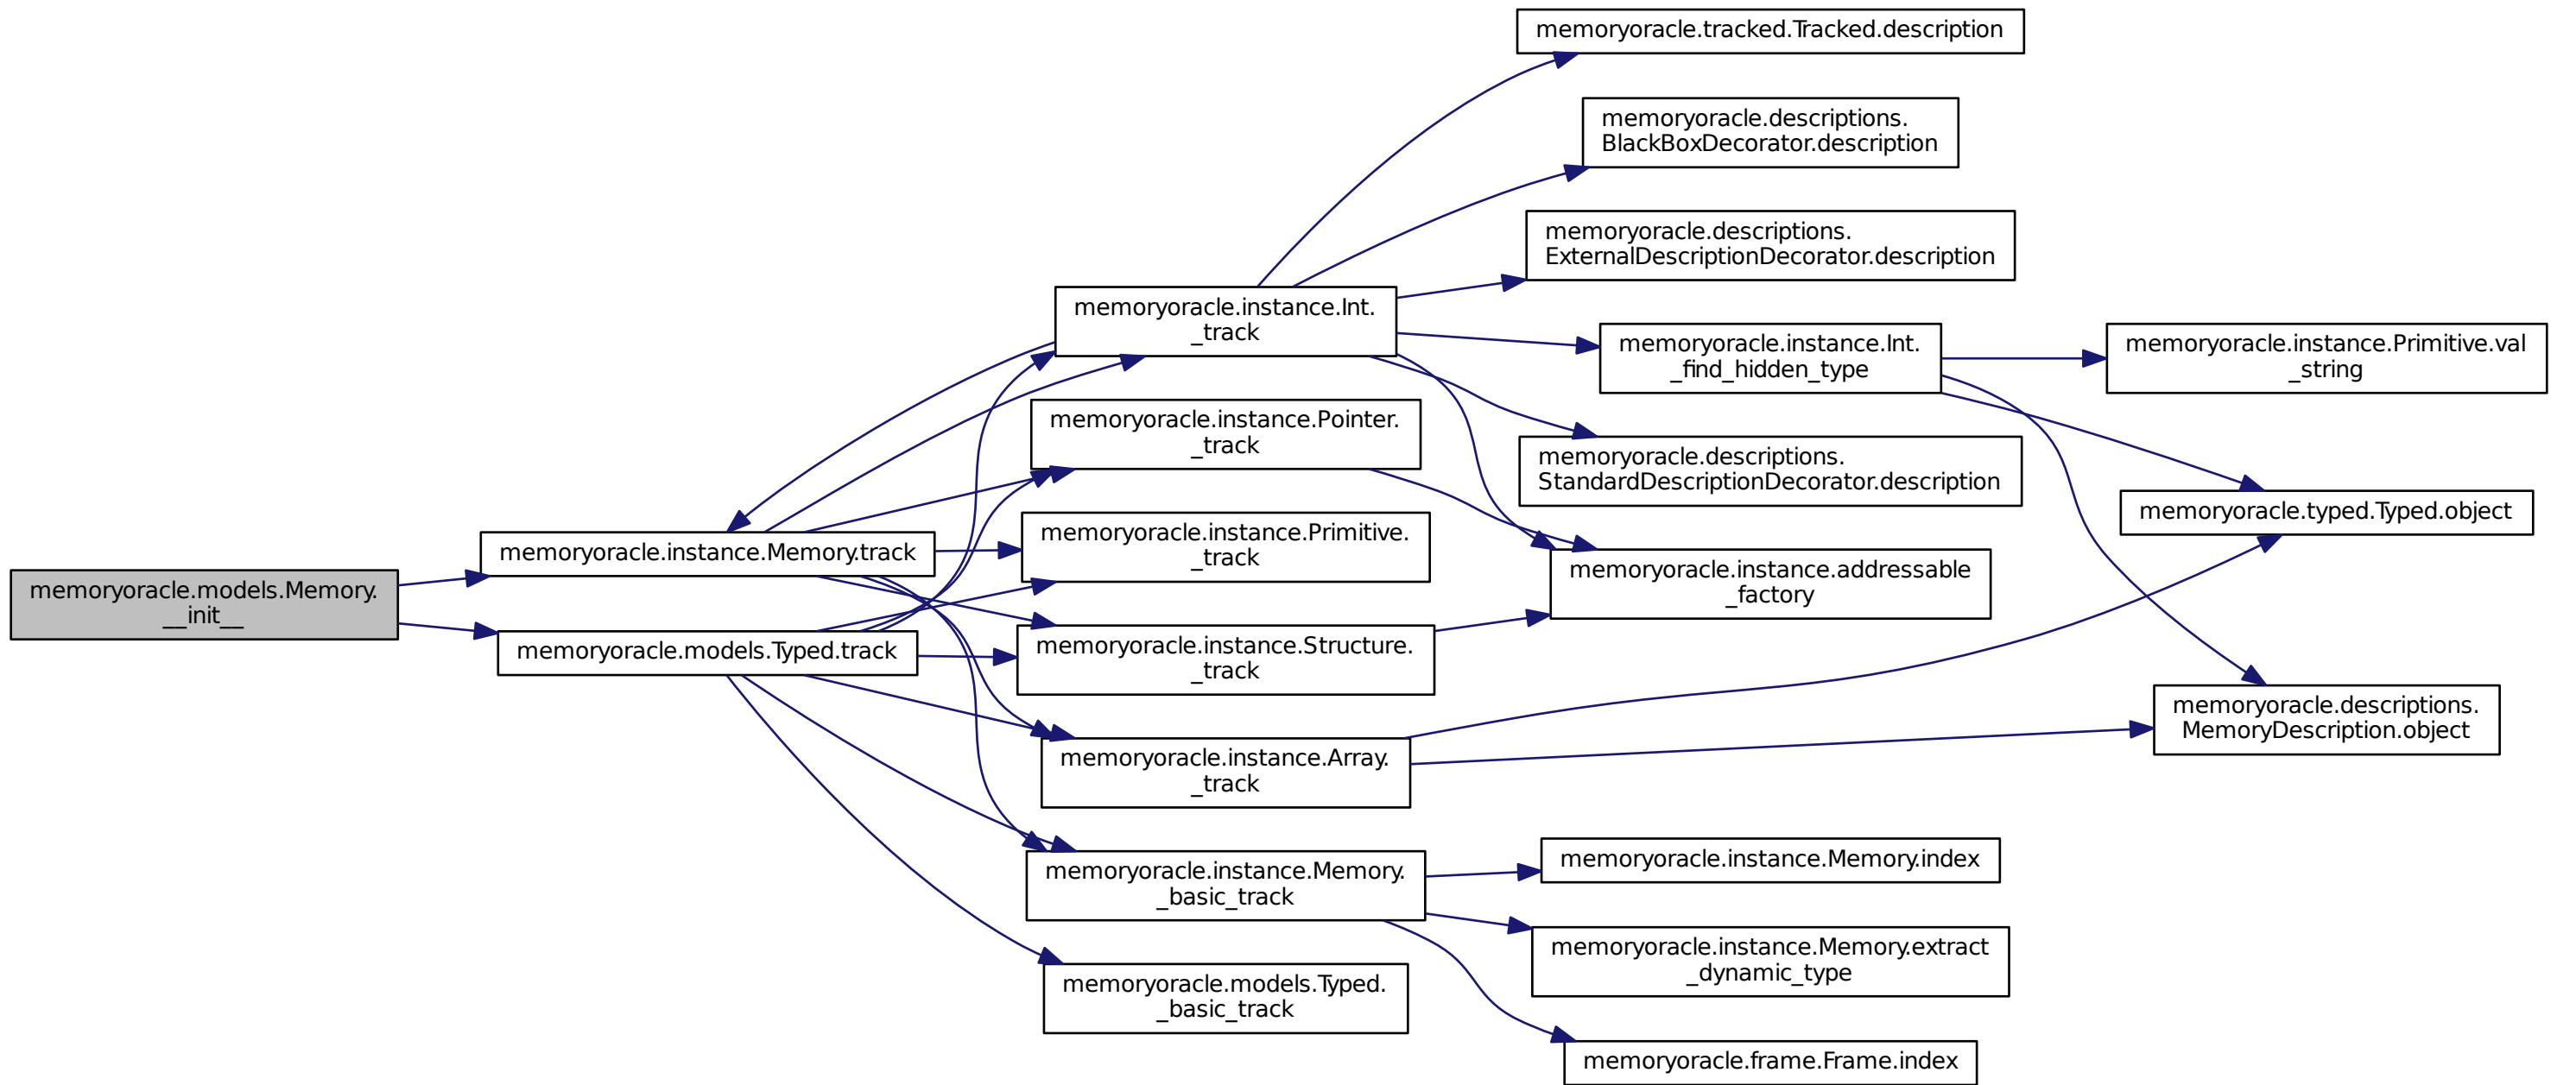 memoryoracle.tracked.Tracked.description
memoryoracle.descriptions.
BlackBoxDecorator.description
memoryoracle.descriptions.
ExternalDescriptionDecorator.description
memoryoracle.instance.Int.
_track
memoryoracle.instance.Int.
_find_hidden_type
memoryoracle.instance.Primitive.val
_string
memoryoracle.instance.Pointer.
_track
memoryoracle.descriptions.
StandardDescriptionDecorator.description
memoryoracle.typed.Typed.object
memoryoracle.instance.Memory.track
memoryoracle.instance.Primitive.
_track
memoryoracle.instance.addressable
_factory
memoryoracle.models.Memory.
__init__
memoryoracle.models.Typed.track
memoryoracle.instance.Structure.
_track
memoryoracle.descriptions.
MemoryDescription.object
memoryoracle.instance.Array.
_track
memoryoracle.instance.Memory.
_basic_track
memoryoracle.instance.Memory.index
memoryoracle.instance.Memory.extract
_dynamic_type
memoryoracle.models.Typed.
_basic_track
memoryoracle.frame.Frame.index